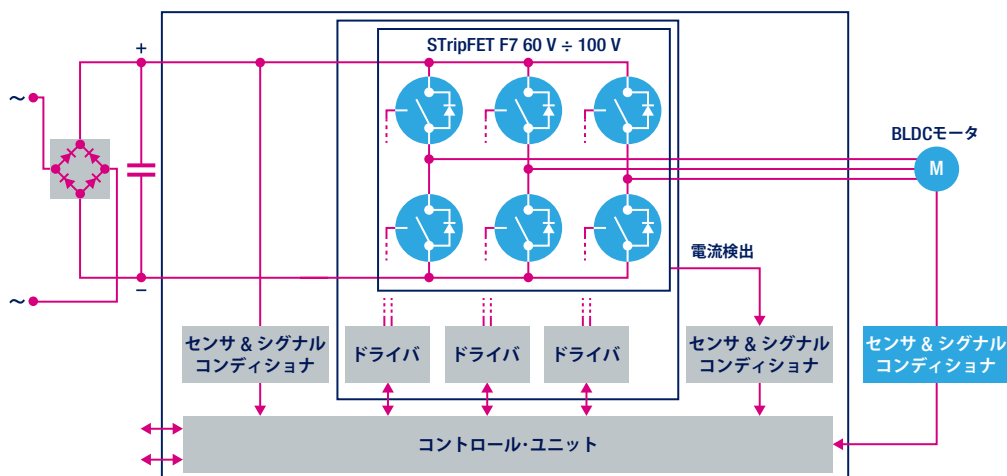 STripFET F7 60 V ÷ 100 V
+
~
BLDCモータ
M
電流検出
~
−
センサ & シグナル
コンディショナ
ドライバ
ドライバ
ドライバ
センサ & シグナル
コンディショナ
センサ & シグナル
コンディショナ
コントロール・ユニット